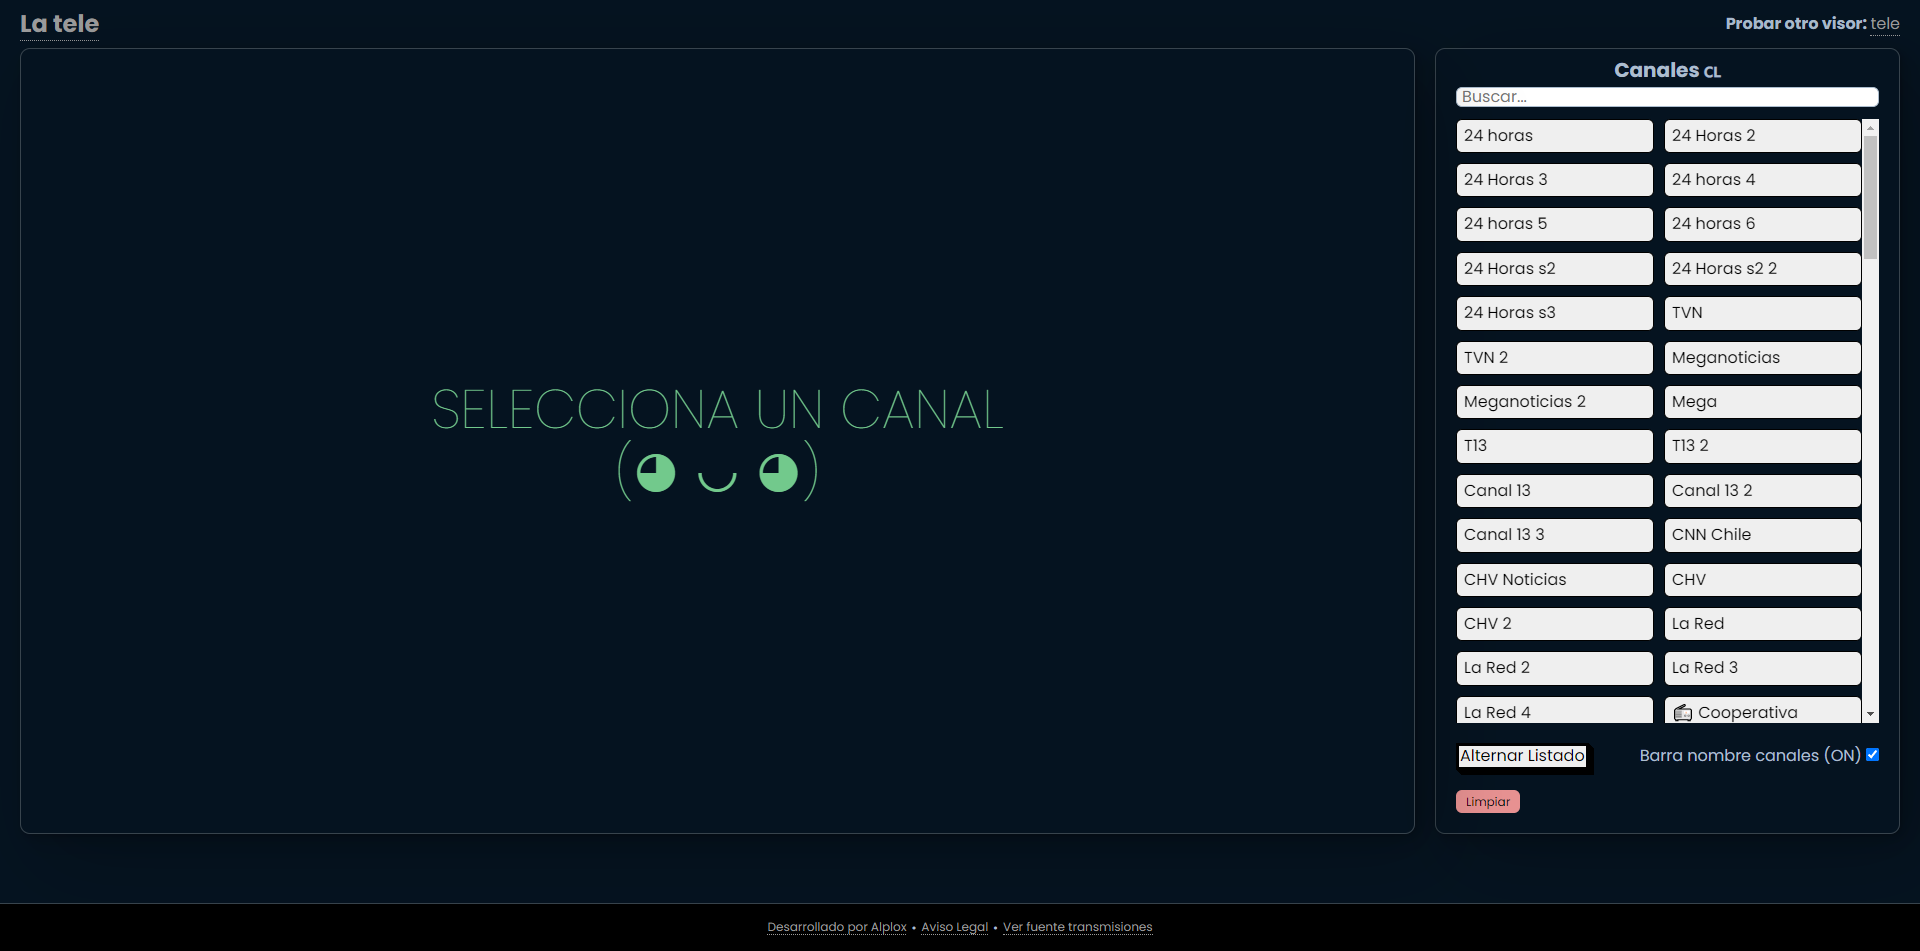 La tele
Probar otro visor: tele
SELECCIONA UN CANAL
(◕ ◡ ◕)
Canales CL
Buscar...
24 horas
24 Horas 2
24 Horas 3
24 horas 4
24 horas 5
24 horas 6
24 Horas s2
24 Horas s2 2
24 Horas s3
TVN
TVN 2
Meganoticias
Meganoticias 2
Mega
T13
T13 2
Canal 13
Canal 13 2
Canal 13 3
CNN Chile
CHV Noticias
CHV
CHV 2
La Red
La Red 2
La Red 3
La Red 4
📻 Cooperativa
Alternar Listado
Barra nombre canales (ON)
Limpiar
Desarrollado por Alplox • Aviso Legal • Ver fuente transmisiones